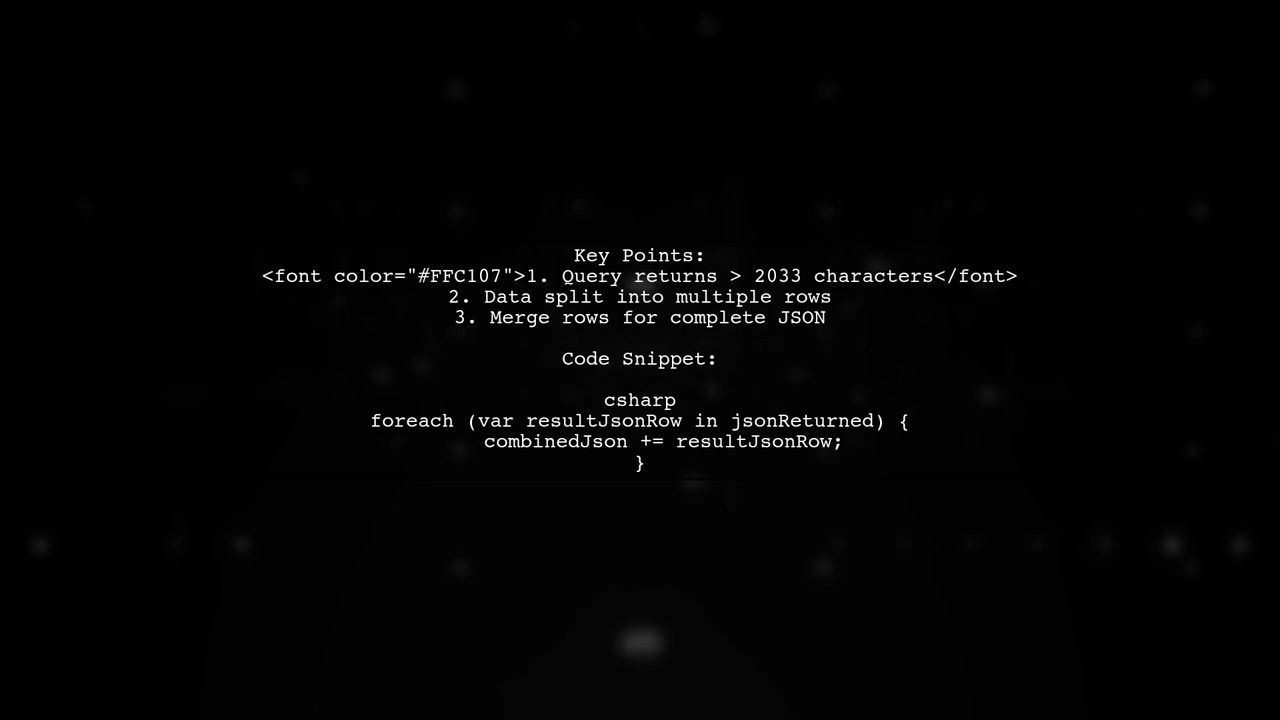 Key Points:
<font color="#FFC107">1. Query returns > 2033 characters</font>
2. Data split into multiple rows
3. Merge rows for complete JSON
Code Snippet:
csharp
foreach (var resultJsonRow in jsonReturned) {
combinedJson += resultJsonRow;
}